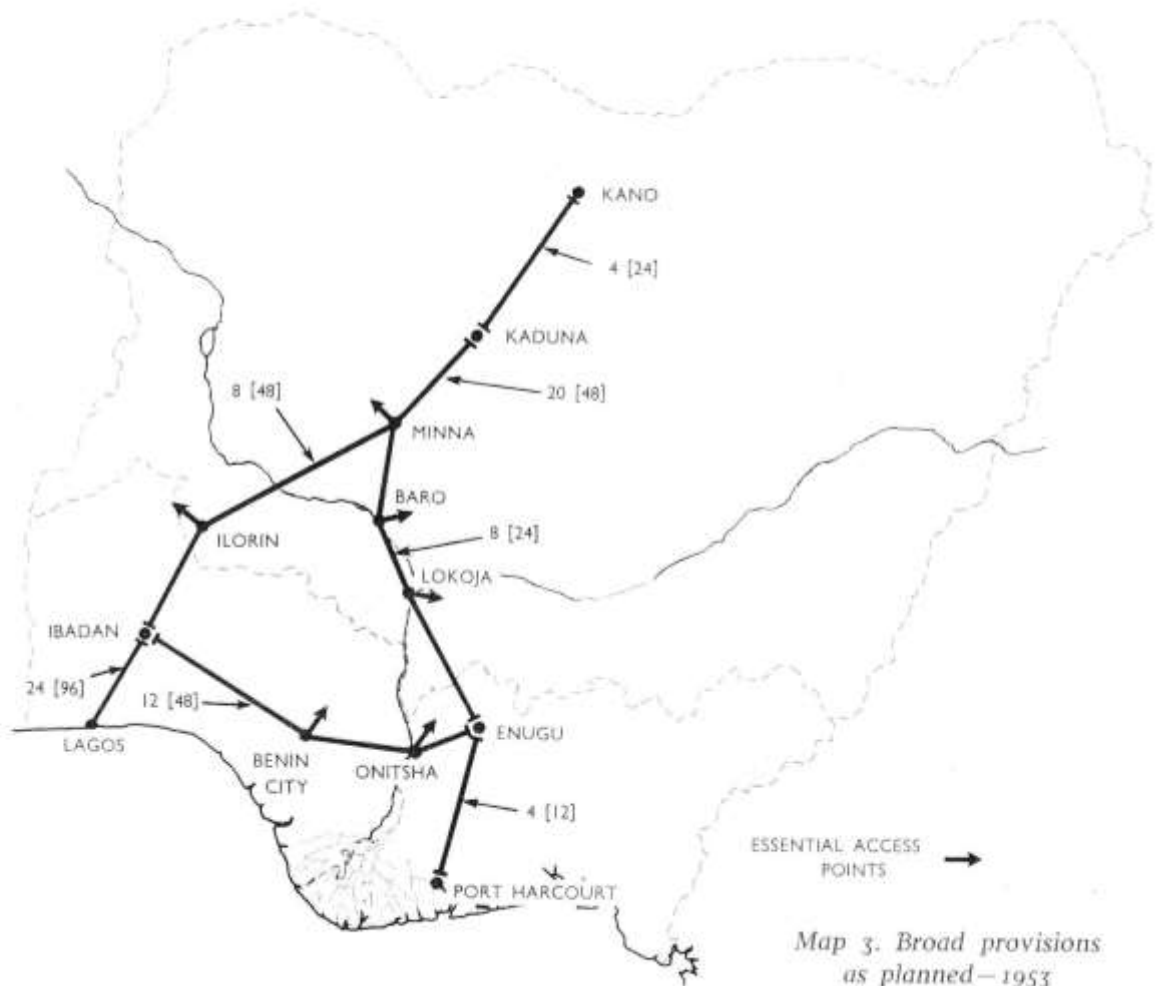 KANO
4 [24]
KADUNA
20 [48]
8 [48]
MINNA
BARO
ILORIN
8 [24]
LOKOJA
IBADAN
24 [96]
12 [48]
LAGOS
BENIN
CITY
ONITSHA
ENUGU
4 [12]
PORT HARCOURT
ESSENTIAL ACCESS
POINTS
Map 3. Broad provisions
as planned—1953